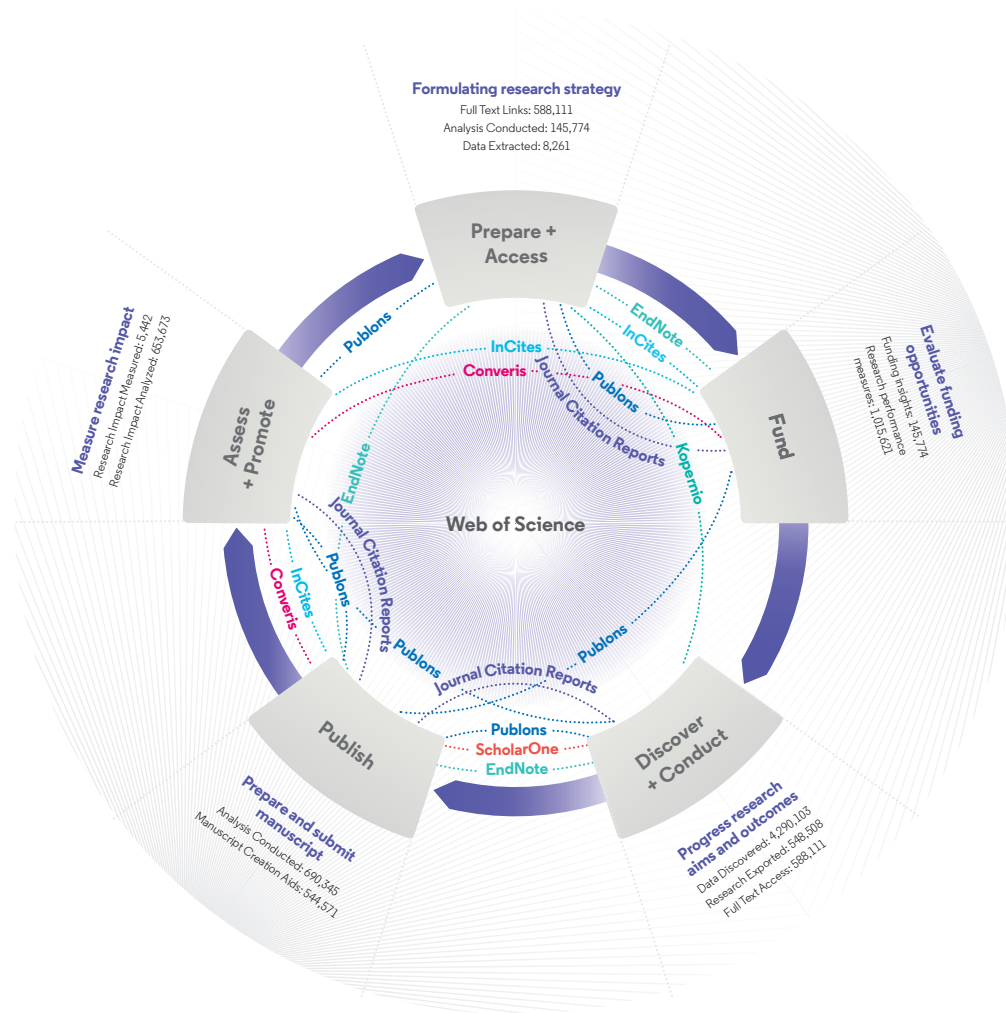 Formulating research strategy
Full Text Links: 588,111
Analysis Conducted: 145,774
Data Extracted: 8,261
Prepare +
Access
EndNote
InCites
Publons
InCites
Converis
Journal Citation Reports
Publons
Kopernio
Fund
Evaluate funding
opportunities
Funding insights: 145,774
Research performance
measures: 1,015,621
Measure research impact
Research Impact Measured: 5,442
Research Impact Analyzed: 653,673
Assess
+ Promote
EndNote
Web of Science
Journal Citation Reports
Publons
InCites
Converis
Publons
Publons
Journal Citation Reports
Publons
ScholarOne
EndNote
Publish
Prepare and submit
manuscript
Analysis Conducted: 690,345
Manuscript Creation Aids: 544,571
Discover
+ Conduct
Progress research
aims and outcomes
Data Discovered: 4,290,103
Research Exported: 548,508
Full Text Access: 588,111